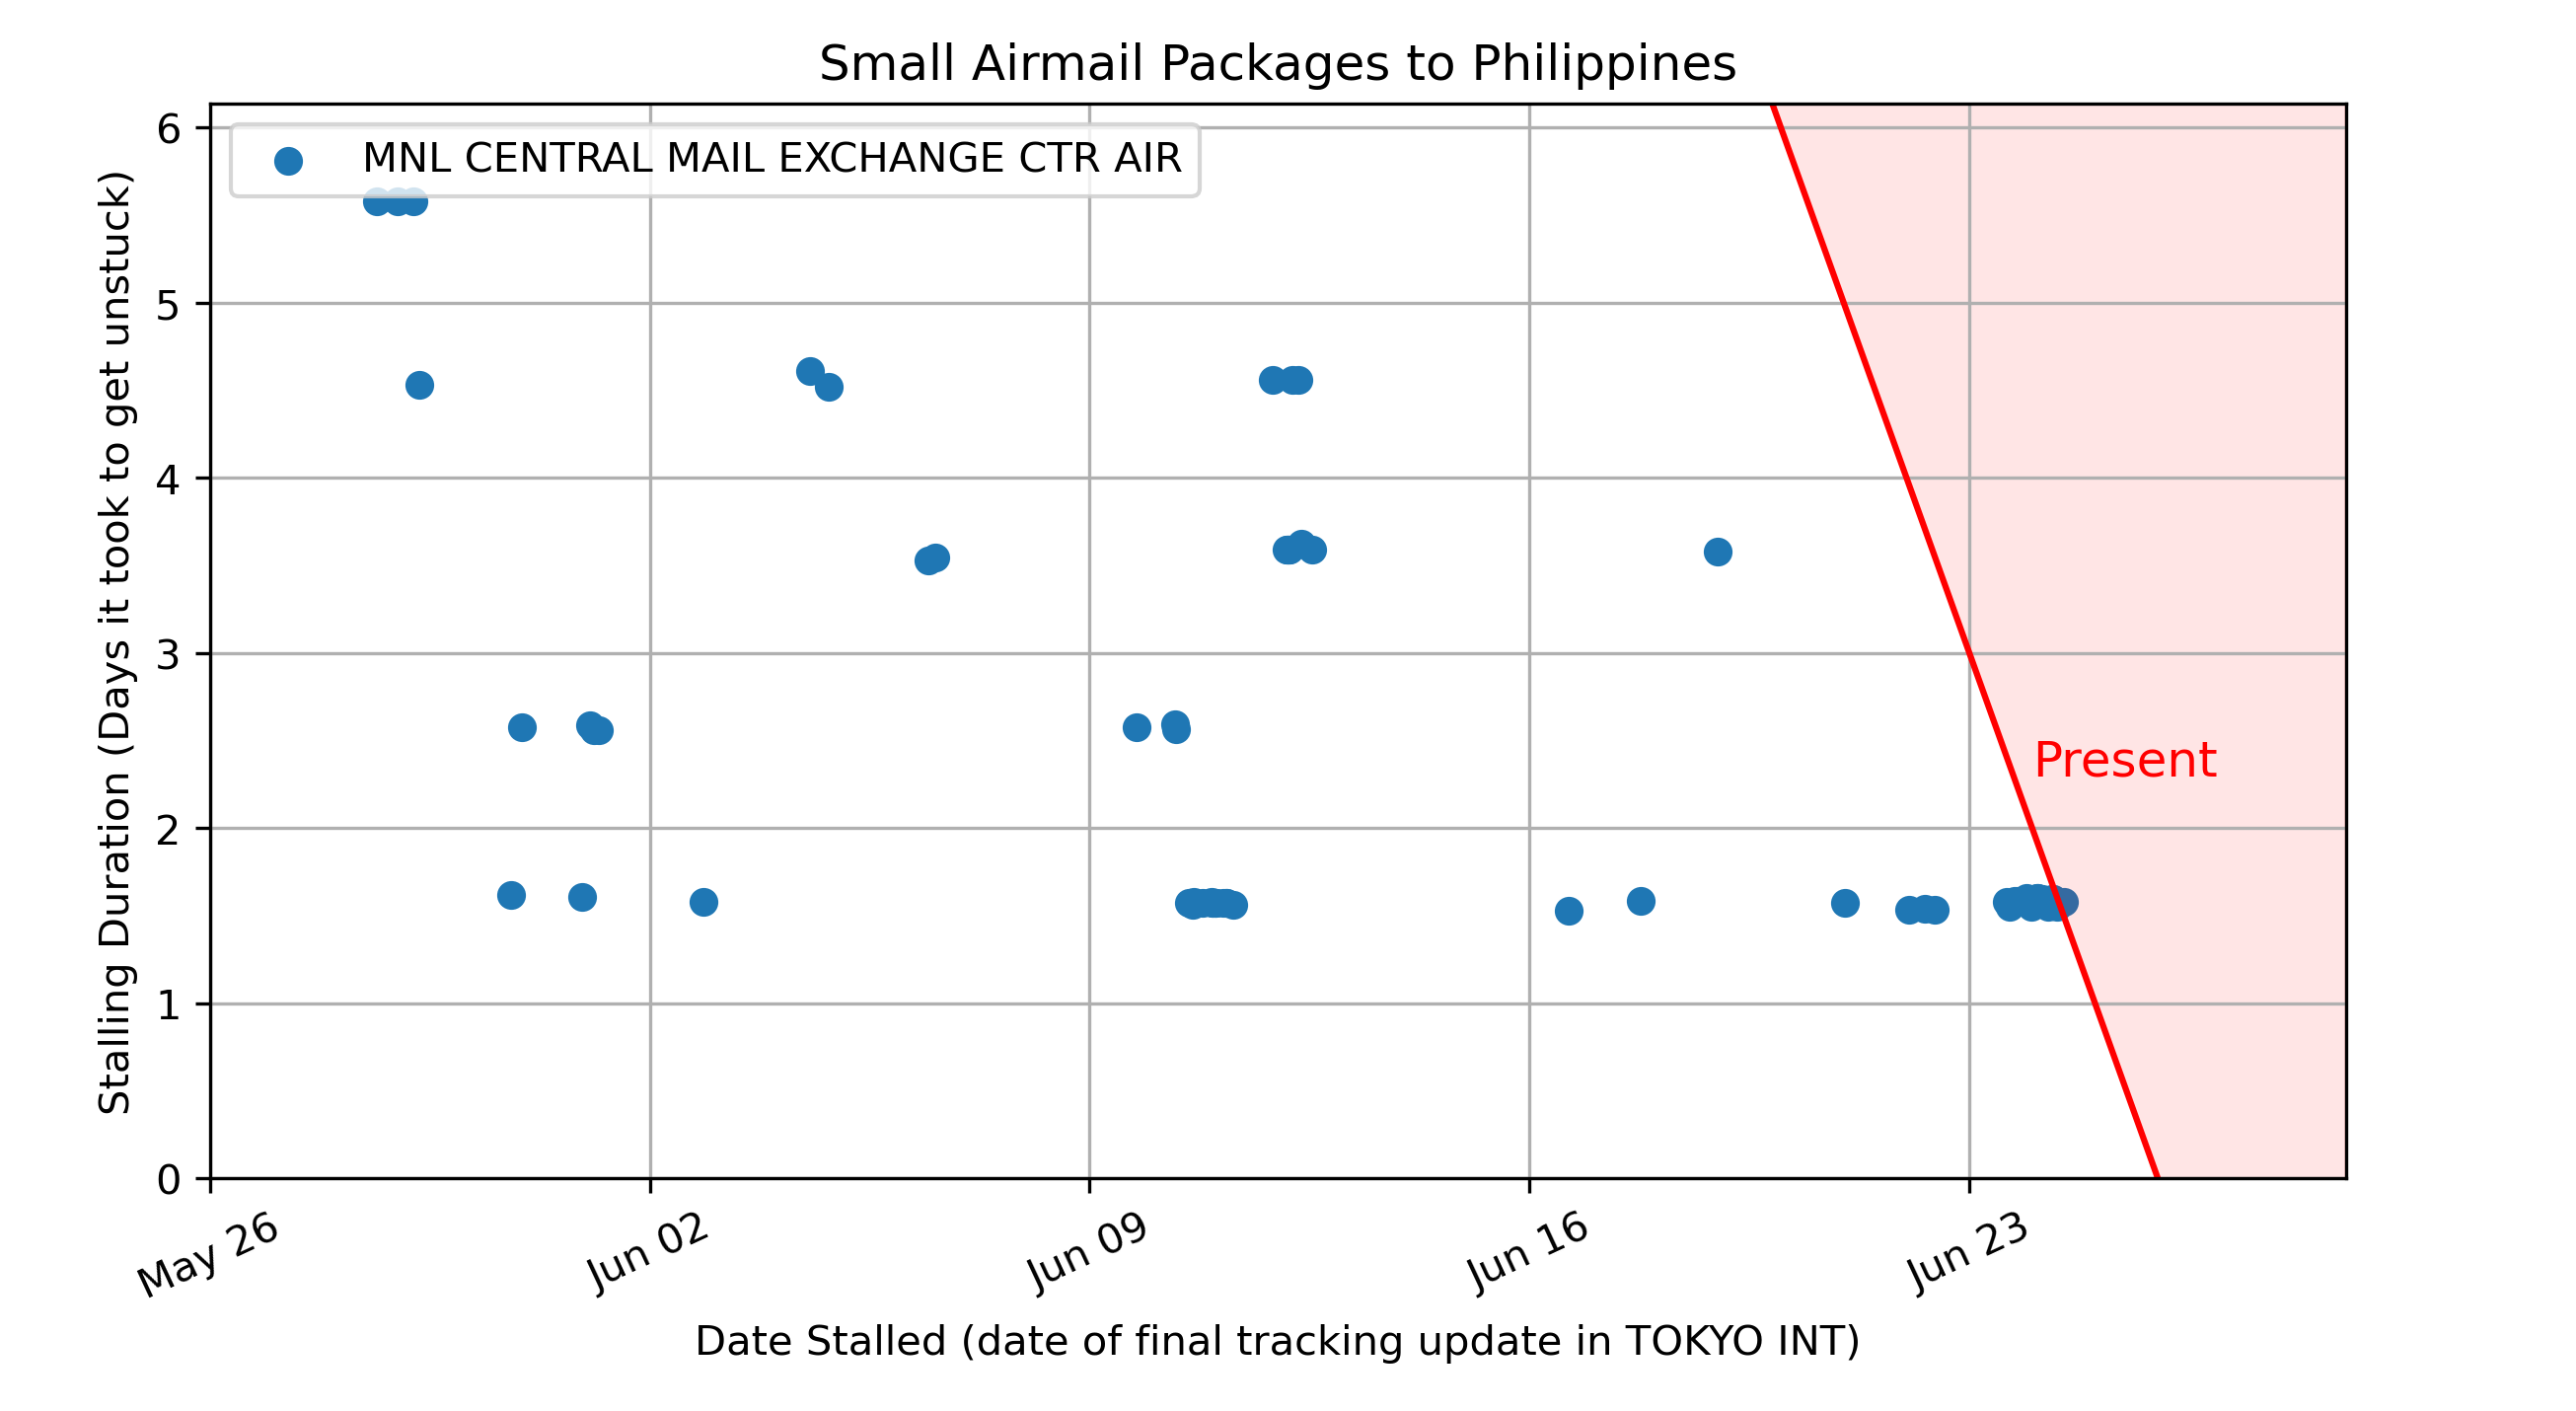 Small Airmail Packages to Philippines
MNL CENTRAL MAIL EXCHANGE CTR AIR
Stalling Duration (Days it took to get unstuck)
6
5
4
3
2
1
0
Present
May 26
Jun 02
Jun 09
Jun 16
Jun 23
Date Stalled (date of final tracking update in TOKYO INT)